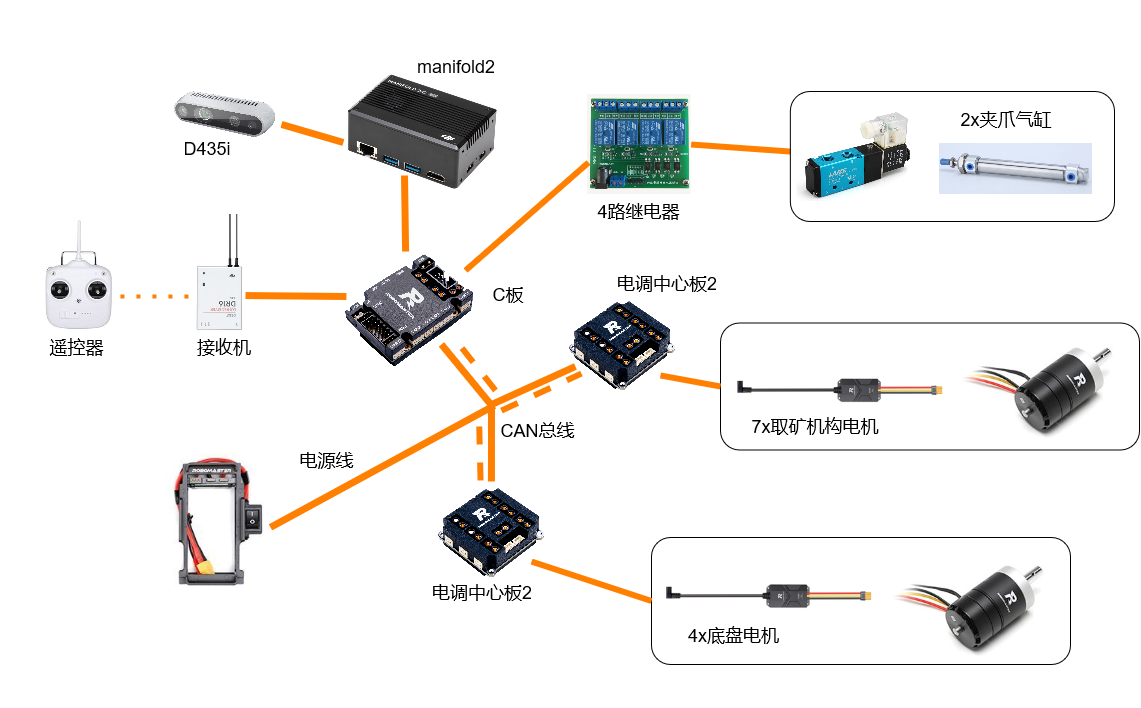 manifold2
D435i
4路继电器
2x夹爪气缸
遥控器
接收机
DR16
C板
电调中心板2
7x取矿机构电机
CAN总线
电源线
ROBOMASTER
电调中心板2
4x底盘电机